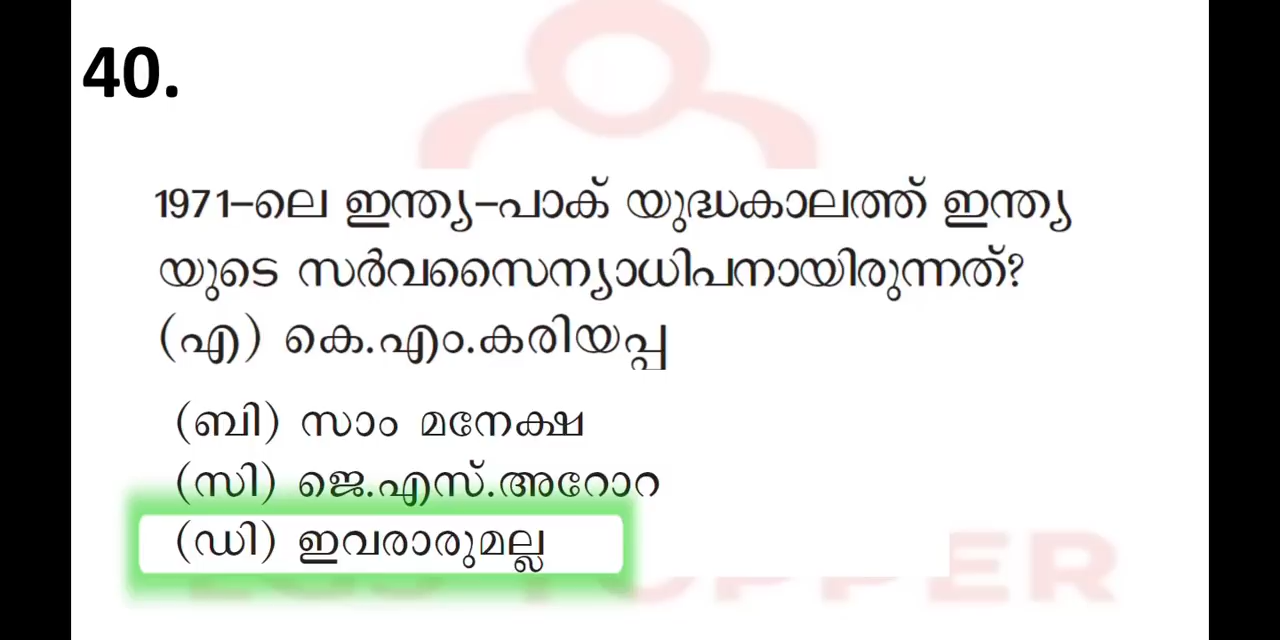 40.
1971-ലെ ഇന്ത്യ-പാക് യുദ്ധകാലത്ത് ഇന്ത്യ
യുടെ സർവസൈന്യാധിപനായിരുന്നത്?
(എ) കെ.എം.കരിയപ്പ
(ബി) സാം മനേക്ഷ
(സി) ജെ.എസ്.അറോറ
(ഡി) ഇവരാരുമല്ല